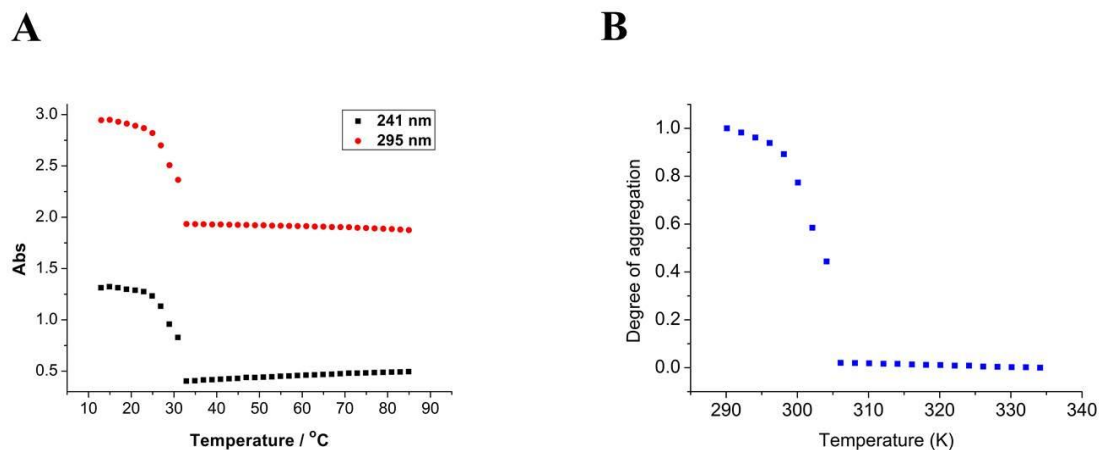 A
B
241 nm
295 nm
3.0
2.5
2.0
1.5
1.0
0.5
Abs
10 20 30 40 50 60 70 80 90
Temperature / °C
1.0
0.8
0.6
0.4
0.2
0.0
Degree of aggregation
290 300 310 320 330 340
Temperature (K)